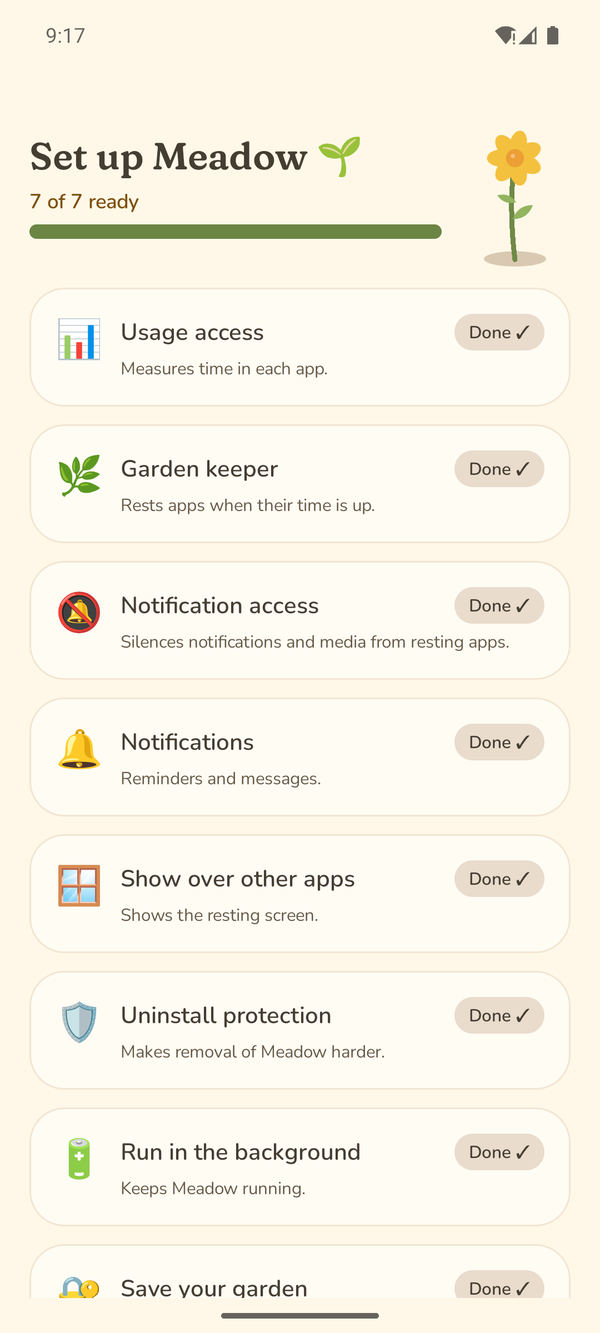 9:17
Set up Meadow 🌱
7 of 7 ready
Usage access
Done ✓
Measures time in each app.
Garden keeper
Done ✓
Rests apps when their time is up.
Notification access
Done ✓
Silences notifications and media from resting apps.
Notifications
Done ✓
Reminders and messages.
Show over other apps
Done ✓
Shows the resting screen.
Uninstall protection
Done ✓
Makes removal of Meadow harder.
Run in the background
Done ✓
Keeps Meadow running.
Save your garden
Done ✓